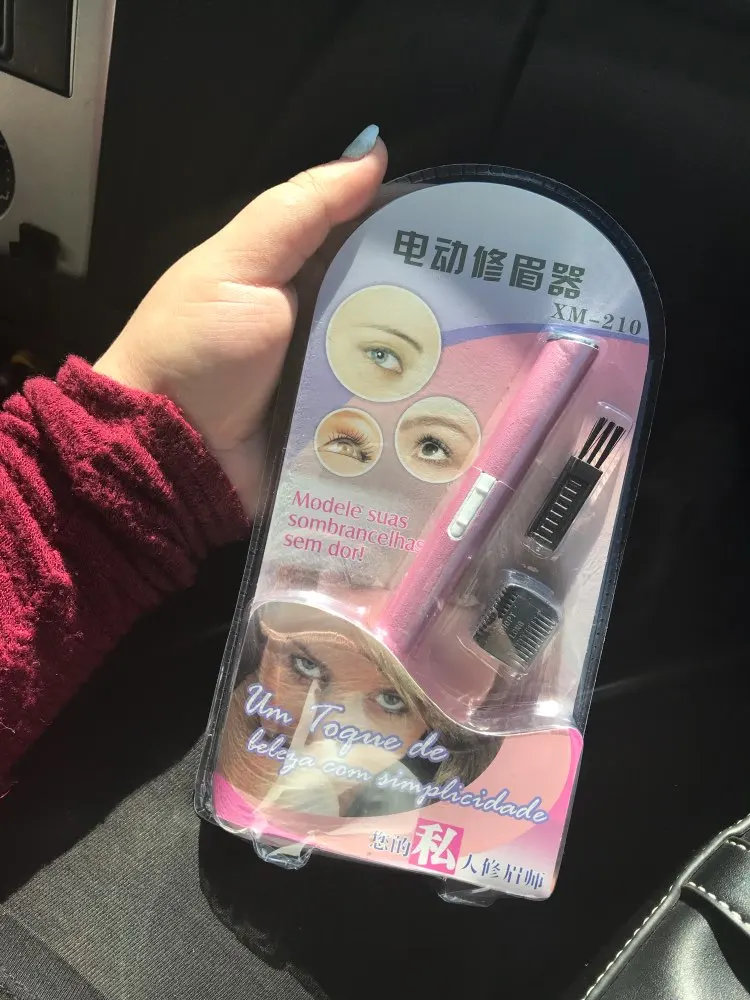 电动修眉器
XM-210
Modele suas
sombrancelhas
sem dor!
Um Toque de
beleza com simplicidade
您的私人修眉师